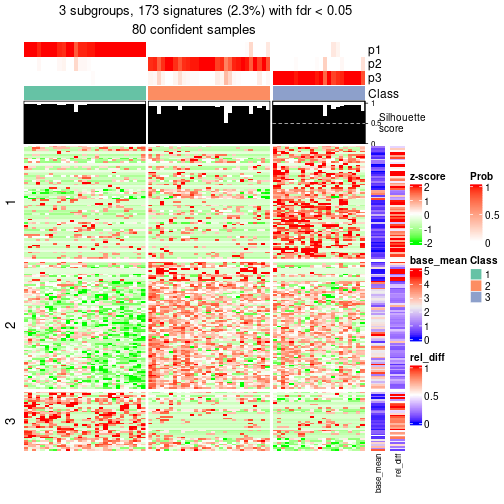 3 subgroups, 173 signatures (2.3%) with fdr < 0.05
80 confident samples
p1
p2
p3
Class
1
0.5
0
Silhouette
score
1
2
3
base_mean
rel_diff
z-score
2
1
0
-1
-2
Prob
1
0.5
0
base_mean
5
4
3
2
1
0
Class
1
2
3
rel_diff
1
0.5
0